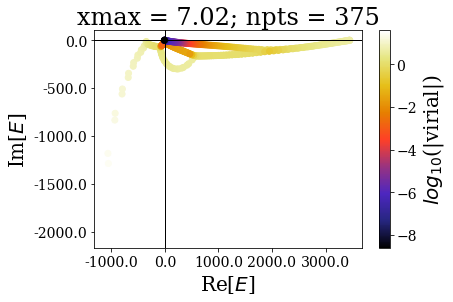 xmax = 7.02; npts = 375
0.0
-500.0
-1000.0
-1500.0
-2000.0
Im[E]
-1000.0 0.0 1000.0 2000.0 3000.0
Re[E]
0
−2
−4
−6
−8
log10(|virial|)